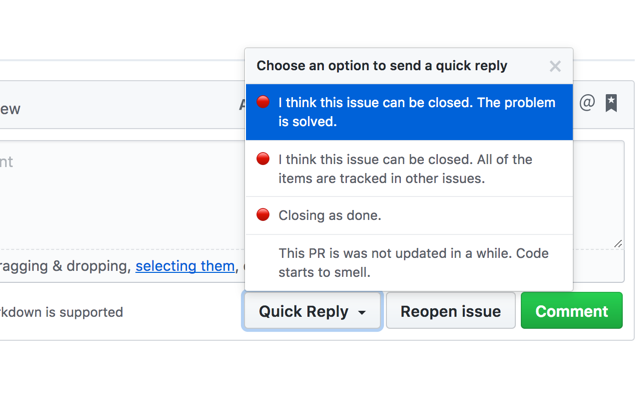 Choose an option to send a quick reply
ew
@
I think this issue can be closed. The problem
is solved.
nt
I think this issue can be closed. All of the
items are tracked in other issues.
Closing as done.
This PR is was not updated in a while. Code
starts to smell.
ragging & dropping, selecting them,
rkdown is supported
Quick Reply
Reopen issue
Comment